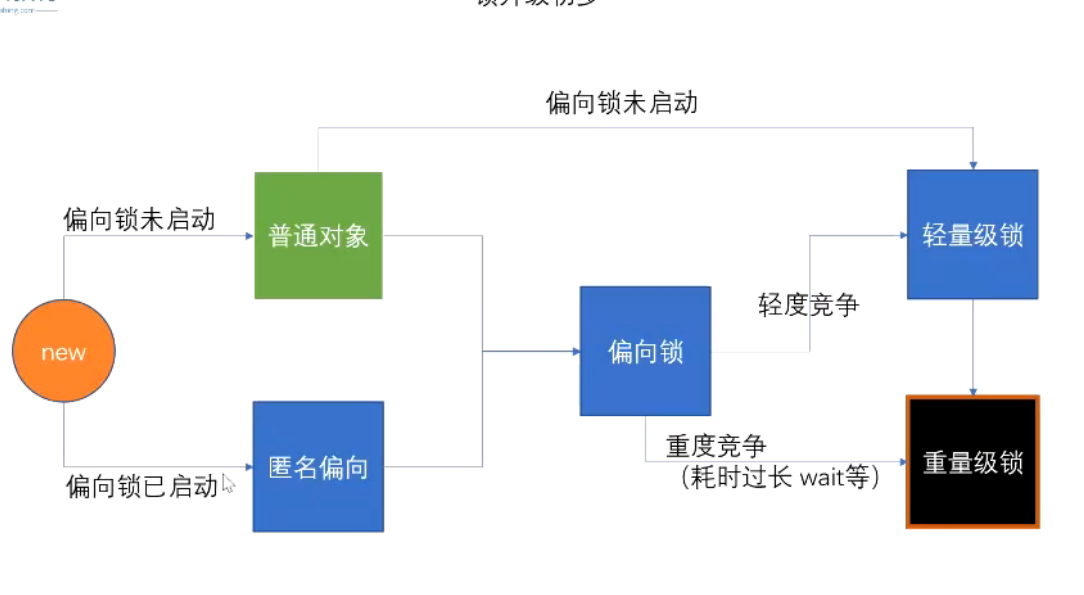 偏向锁未启动
偏向锁未启动
普通对象
轻量级锁
轻度竞争
new
偏向锁
重度竞争
（耗时过长 wait等）
匿名偏向
重量级锁
偏向锁已启动